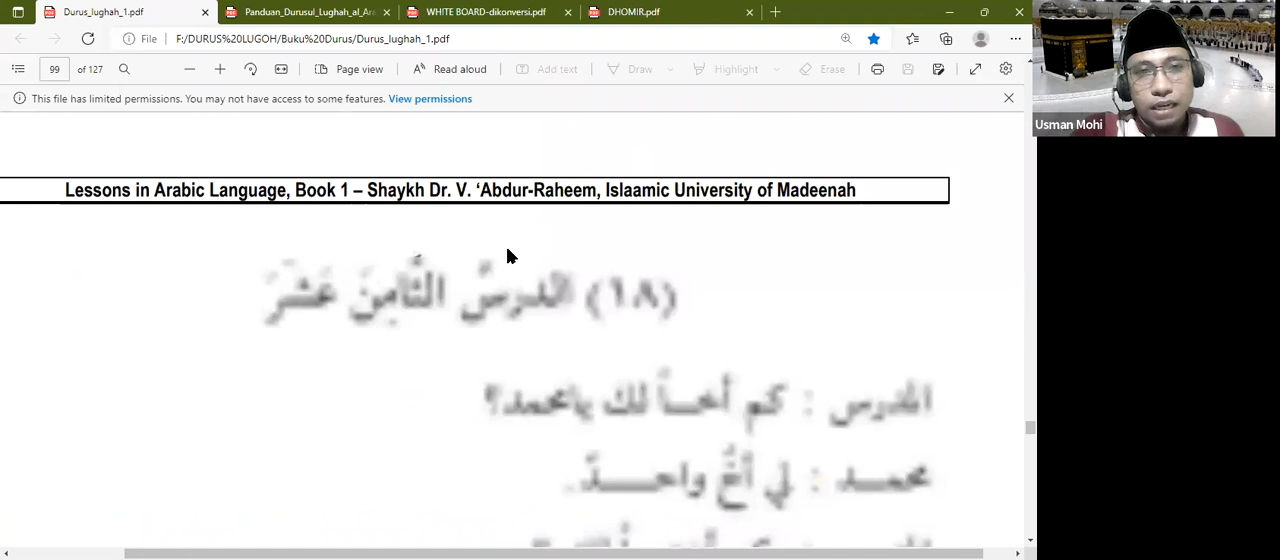 Durus_lughah_1.pdf
Panduan_Durusul_Lughah_al_Ara
WHITE BOARD-dikonversi.pdf
DHOMIR.pdf
File F:/DURUS%20LUGOH/Buku%20Durus/Durus_lughah_1.pdf
99 of 127 Page view Read aloud Add text Draw Highlight Erase
This file has limited permissions. You may not have access to some features. View permissions
Usman Mohi
Lessons in Arabic Language, Book 1 – Shaykh Dr. V. ‘Abdur-Raheem, Islaamic University of Madeenah
(١٨) الدرسُ الثَّامِنَ عَشَرَ
المدرس : كم أخاً لك يا محمد؟
محمد : لي أخٌ واحدٌ.